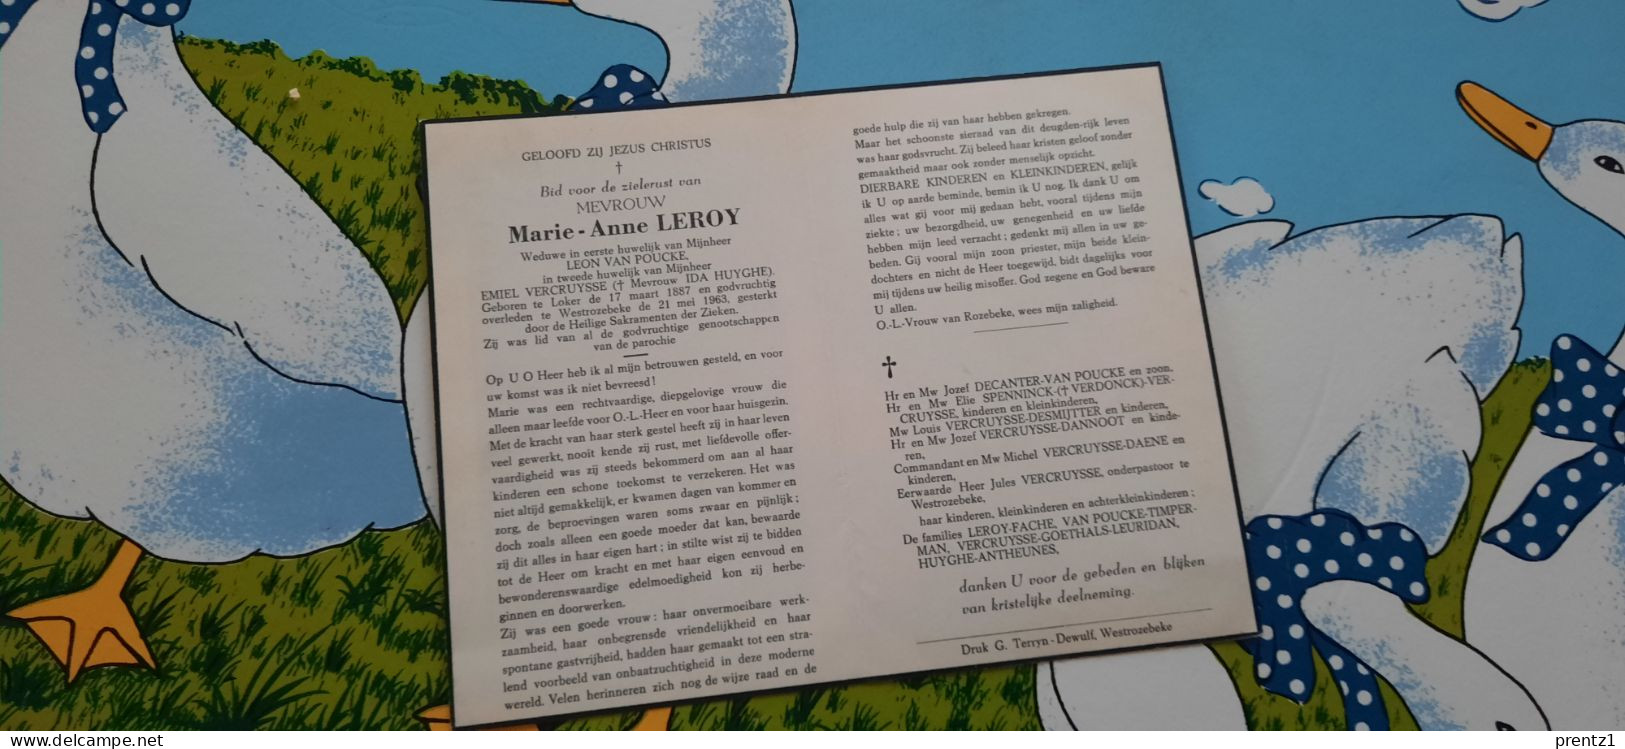 GELOOFD ZIJ JEZUS CHRISTUS
†
Bid voor de zielerust van
MEVROUW
Marie - Anne LEROY
Weduwe in eerste huwelijk van Mijnheer
LEON VAN POUCKE,
in tweede huwelijk van Mijnheer
EMIEL VERCRUYSSE († Mevrouw IDA HUYGHE).
Geboren te Loker de 17 maart 1887 en godvruchtig
overleden te Westrozebeke de 21 mei 1963, gesterkt
door de Heilige Sakramenten der Zieken.
Zij was lid van al de godvruchtige genootschappen
van de parochie
Op U O Heer heb ik al mijn betrouwen gesteld, en voor
uw komst was ik niet bevreesd !
Marie was een rechtvaardige, diepgelovige vrouw die
alleen maar leefde voor O.-L.-Heer en voor haar huisgezin.
Met de kracht van haar sterk gestel heeft zij in haar leven
veel gewerkt, nooit kende zij rust, met liefdevolle offer-
vaardigheid was zij steeds bekommerd om aan al haar
kinderen een schone toekomst te verzekeren. Het was
niet altijd gemakkelijk, er kwamen dagen van kommer en
zorg, de beproevingen waren soms zwaar en pijnlijk ;
doch zoals alleen een goede moeder dat kan, bewaarde
zij dit alles in haar eigen hart ; in stilte wist zij te bidden
tot de Heer om kracht en met haar eigen eenvoud en
bewonderenswaardige edelmoedigheid kon zij herbe-
ginnen en doorwerken.
Zij was een goede vrouw : haar onvermoeibare werk-
zaamheid, haar onbegrensde vriendelijkheid en haar
spontane gastvrijheid, hadden haar gemaakt tot een stra-
lend voorbeeld van onbaatzuchtigheid in deze moderne
wereld. Velen herinneren zich nog de wijze raad en de
goede hulp die zij van haar hebben gekregen.
Maar het schoonste sieraad van dit deugden-rijk leven
was haar godsvrucht. Zij beleed haar kristen geloof zonder
gemaaktheid maar ook zonder menselijk opzicht.
DIERBARE KINDEREN en KLEINKINDEREN, gelijk
ik U op aarde beminde, bemin ik U nog. Ik dank U om
alles wat gij voor mij gedaan hebt, vooral tijdens mijn
ziekte ; uw bezorgdheid, uw genegenheid en uw liefde
hebben mijn leed verzacht ; gedenkt mij allen in uw ge-
beden. Gij vooral mijn zoon priester, mijn beide klein-
dochters en nicht de Heer toegewijd, bidt dagelijks voor
mij tijdens uw heilig misoffer. God zegene en God beware
U allen.
O.-L.-Vrouw van Rozebeke, wees mijn zaligheid.
†
Hr en Mw Jozef DECANTER-VAN POUCKE en zoon,
Hr en Mw Elie SPENNINCK-(† VERDONCK)-VER-
CRUYSSE, kinderen en kleinkinderen,
Mw Louis VERCRUYSSE-DESMIJTTER en kinderen,
Hr en Mw Jozef VERCRUYSSE-DANNOOT en kinde-
ren,
Commandant en Mw Michel VERCRUYSSE-DAENE en
kinderen,
Eerwaarde Heer Jules VERCRUYSSE, onderpastoor te
Westrozebeke,
haar kinderen, kleinkinderen en achterkleinkinderen ;
De families LEROY-FACHE, VAN POUCKE-TIMPER-
MAN, VERCRUYSSE-GOETHALS-LEURIDAN,
HUYGHE-ANTHEUNES,
danken U voor de gebeden en blijken
van kristelijke deelneming.
Druk G. Terryn - Dewulf, Westrozebeke
www.delcampe.net
prentz1